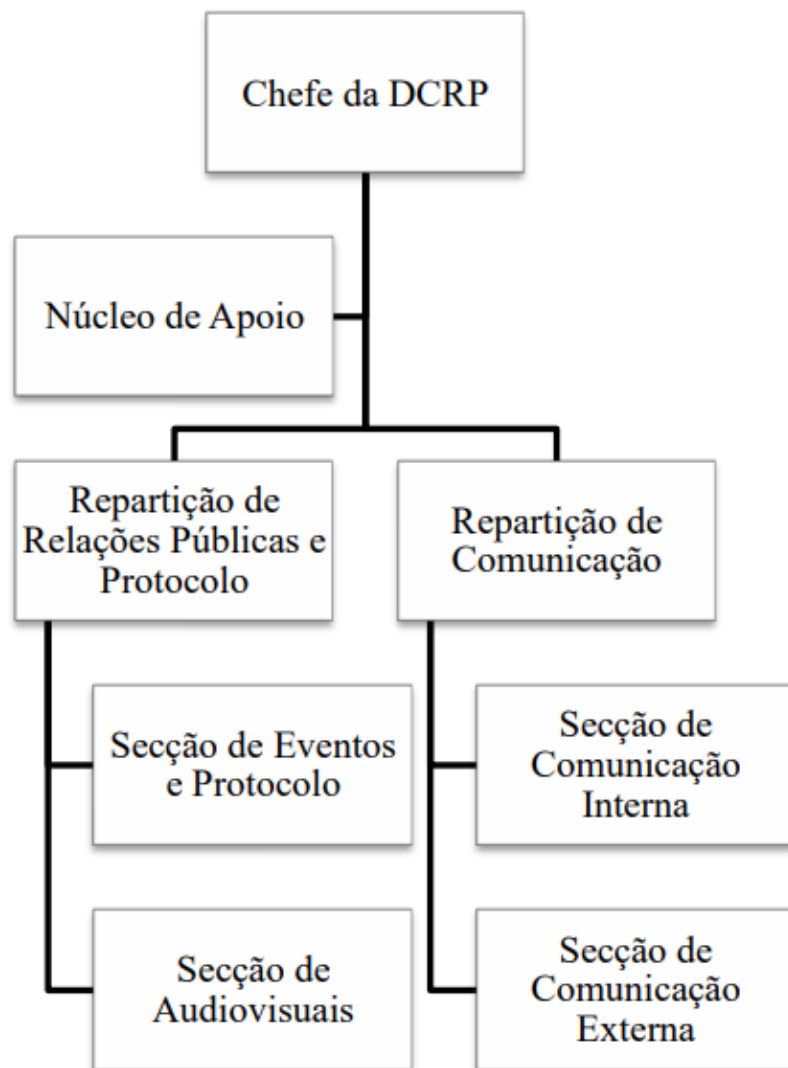 Chefe da DCRP
Núcleo de Apoio
Repartição de
Relações Públicas e
Protocolo
Repartição de
Comunicação
Secção de Eventos
e Protocolo
Secção de
Audiovisuais
Secção de
Comunicação
Interna
Secção de
Comunicação
Externa